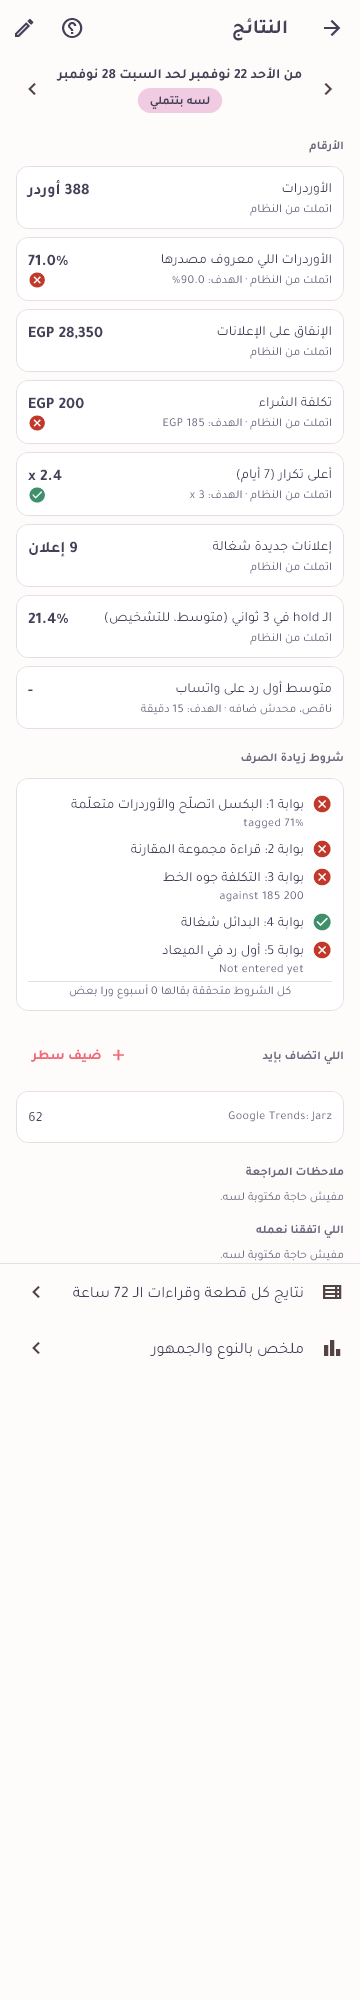 النتائج
من الأحد 22 نوفمبر لحد السبت 28 نوفمبر
لسه بتتملي
الأرقام
الأوردرات
388 أوردر
اتملت من النظام
الأوردرات اللي معروف مصدرها
71.0%
اتملت من النظام · الهدف: 90.0%
الإنفاق على الإعلانات
EGP 28,350
اتملت من النظام
تكلفة الشراء
EGP 200
اتملت من النظام · الهدف: EGP 185
أعلى تكرار (7 أيام)
2.4 x
اتملت من النظام · الهدف: 3 x
إعلانات جديدة شغالة
9 إعلان
اتملت من النظام
الـ hold في 3 ثواني (متوسط، للتشخيص)
21.4%
اتملت من النظام
متوسط أول رد على واتساب
-
ناقص، محدش ضافه · الهدف: 15 دقيقة
شروط زيادة الصرف
بوابة 1: البكسل اتصلّح والأوردرات متعلّمة
tagged 71%
بوابة 2: قراءة مجموعة المقارنة
بوابة 3: التكلفة جوه الخط
against 185 200
بوابة 4: البدائل شغالة
بوابة 5: أول رد في الميعاد
Not entered yet
كل الشروط متحققة بقالها 0 أسبوع ورا بعض
اللي اتضاف بإيد
ضيف سطر
Google Trends: Jarz
62
ملاحظات المراجعة
مفيش حاجة مكتوبة لسه.
اللي اتفقنا نعمله
مفيش حاجة مكتوبة لسه.
نتايج كل قطعة وقراءات الـ 72 ساعة
ملخص بالنوع والجمهور